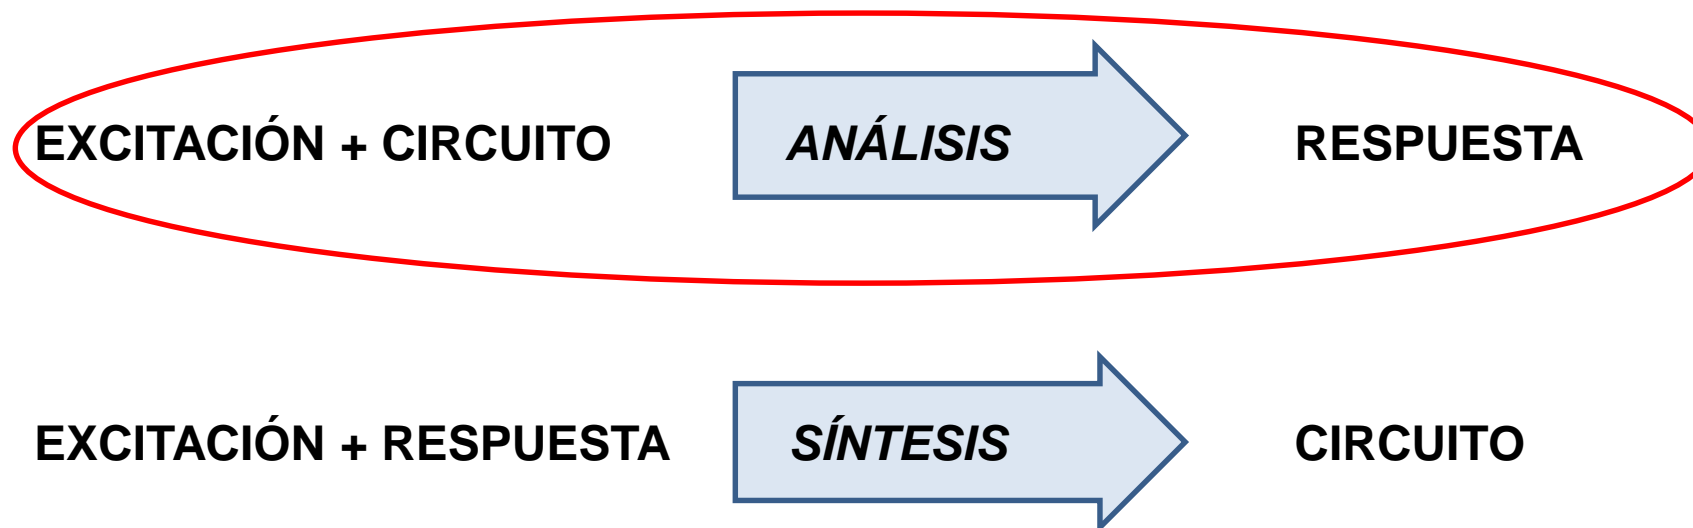 EXCITACIÓN + CIRCUITO ANÁLISIS RESPUESTA
EXCITACIÓN + RESPUESTA SÍNTESIS CIRCUITO